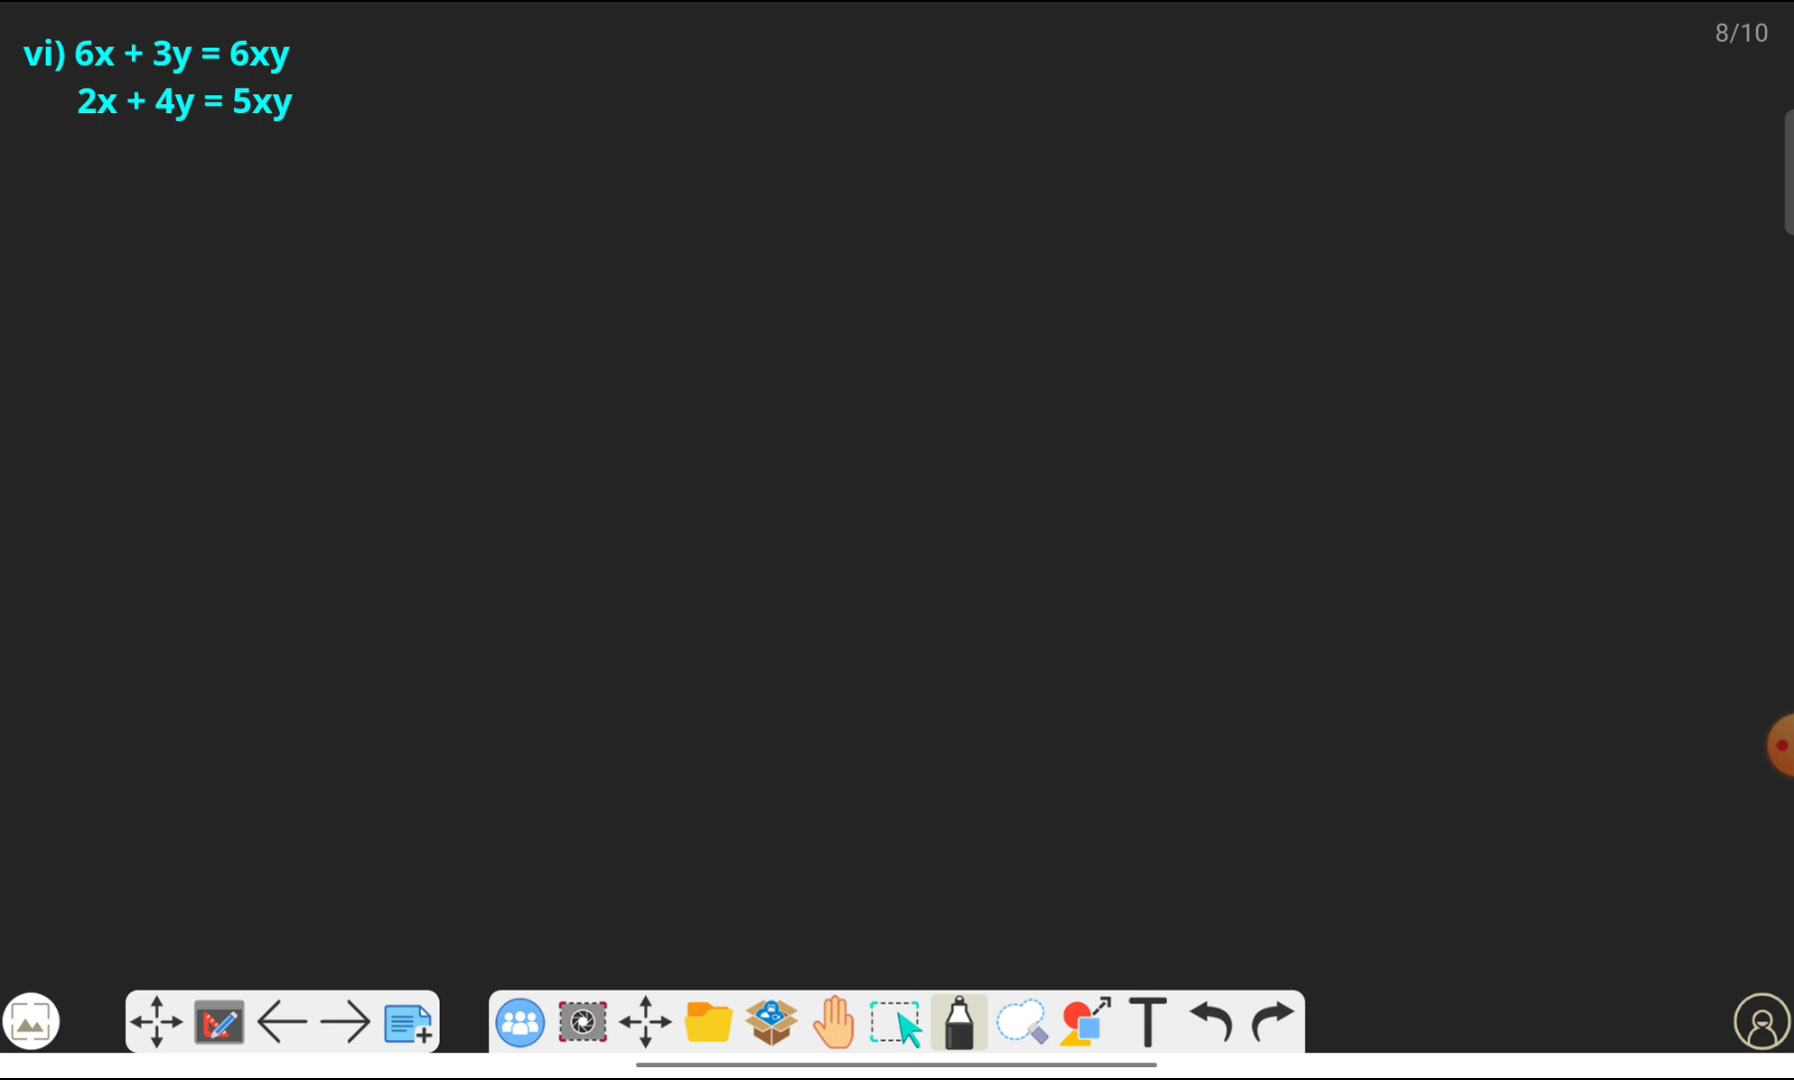 8/10
vi) 6x + 3y = 6xy
2x + 4y = 5xy
T